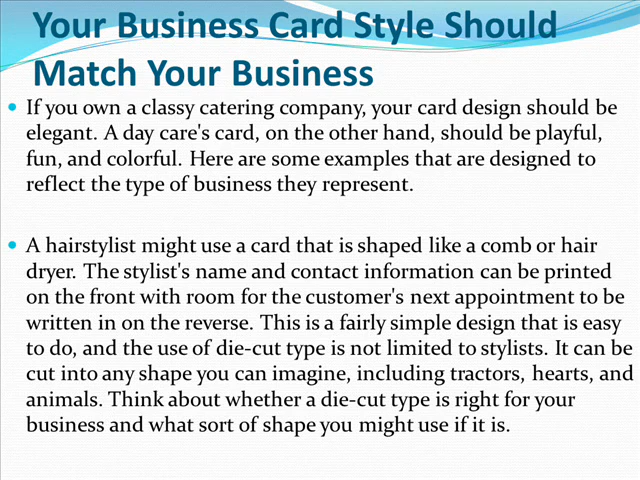 Your Business Card Style Should
Match Your Business
If you own a classy catering company, your card design should be
elegant. A day care's card, on the other hand, should be playful,
fun, and colorful. Here are some examples that are designed to
reflect the type of business they represent.
A hairstylist might use a card that is shaped like a comb or hair
dryer. The stylist's name and contact information can be printed
on the front with room for the customer's next appointment to be
written in on the reverse. This is a fairly simple design that is easy
to do, and the use of die-cut type is not limited to stylists. It can be
cut into any shape you can imagine, including tractors, hearts, and
animals. Think about whether a die-cut type is right for your
business and what sort of shape you might use if it is.